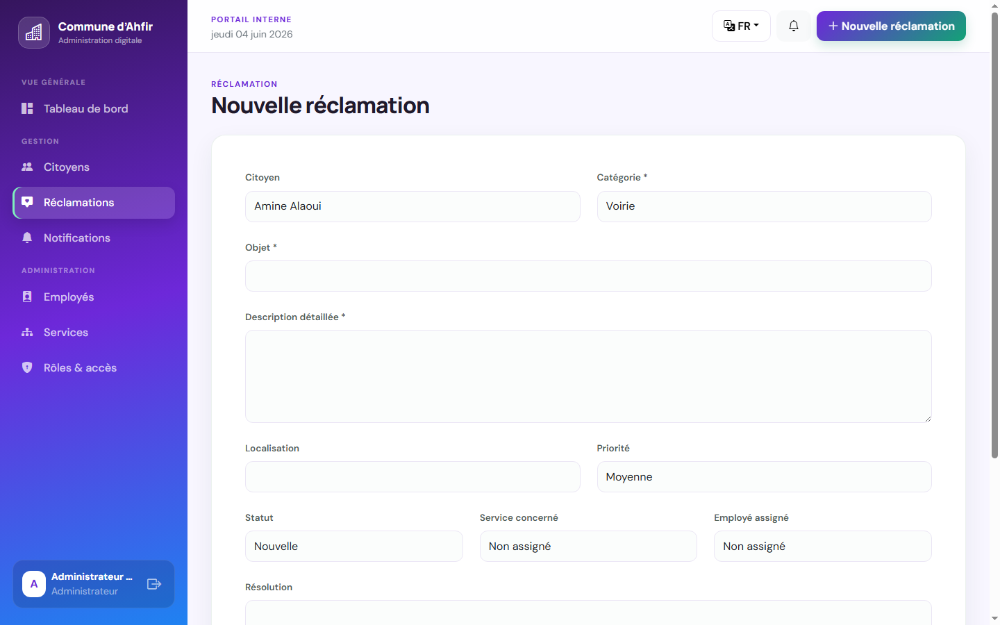 Commune d'Ahfir
Administration digitale
VUE GÉNÉRALE
Tableau de bord
GESTION
Citoyens
Réclamations
Notifications
ADMINISTRATION
Employés
Services
Rôles & accès
A
Administrateur ...
Administrateur
PORTAIL INTERNE
jeudi 04 juin 2026
FR
+ Nouvelle réclamation
RÉCLAMATION
Nouvelle réclamation
Citoyen
Catégorie *
Amine Alaoui
Voirie
Objet *
Description détaillée *
Localisation
Priorité
Moyenne
Statut
Service concerné
Employé assigné
Nouvelle
Non assigné
Non assigné
Résolution